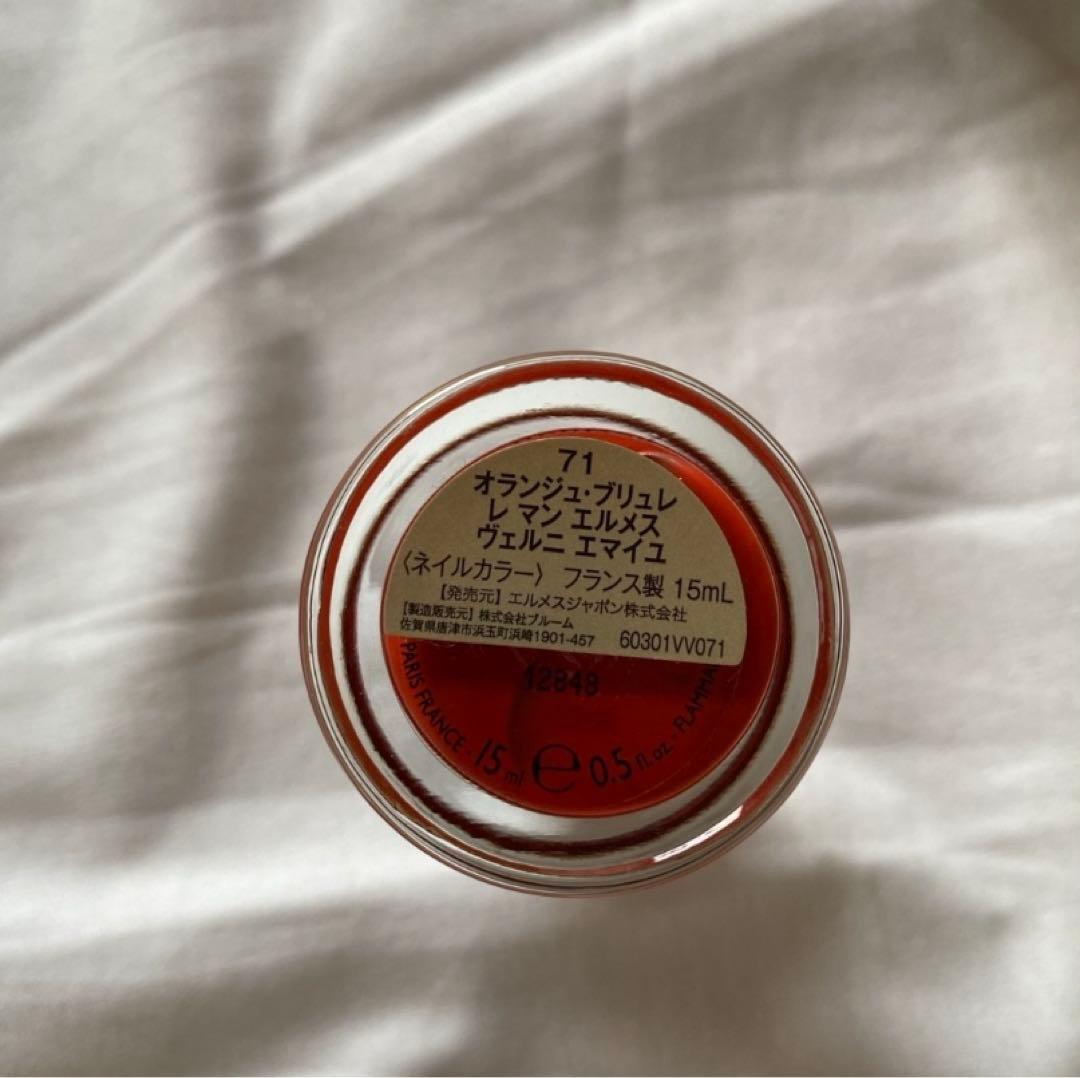 71
オランジュ・ブリュレ
レ マン エルメス
ヴェルニ エマイユ
〈ネイルカラー〉 フランス製 15mL
【発売元】エルメスジャポン株式会社
【製造販売元】株式会社ブルーム
佐賀県唐津市浜玉町浜崎1901-457 60301VV071
12848
PARIS FRANCE · 15 ml e 0.5 fl.oz. ·